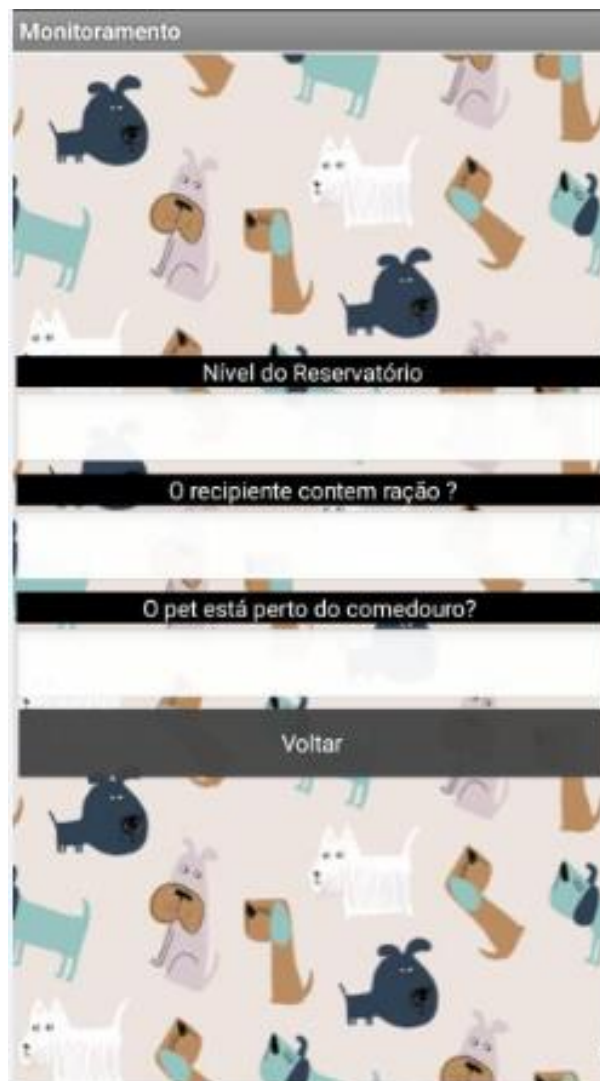 Monitoramento
Nível do Reservatório
O recipiente contem ração ?
O pet está perto do comedouro?
Voltar